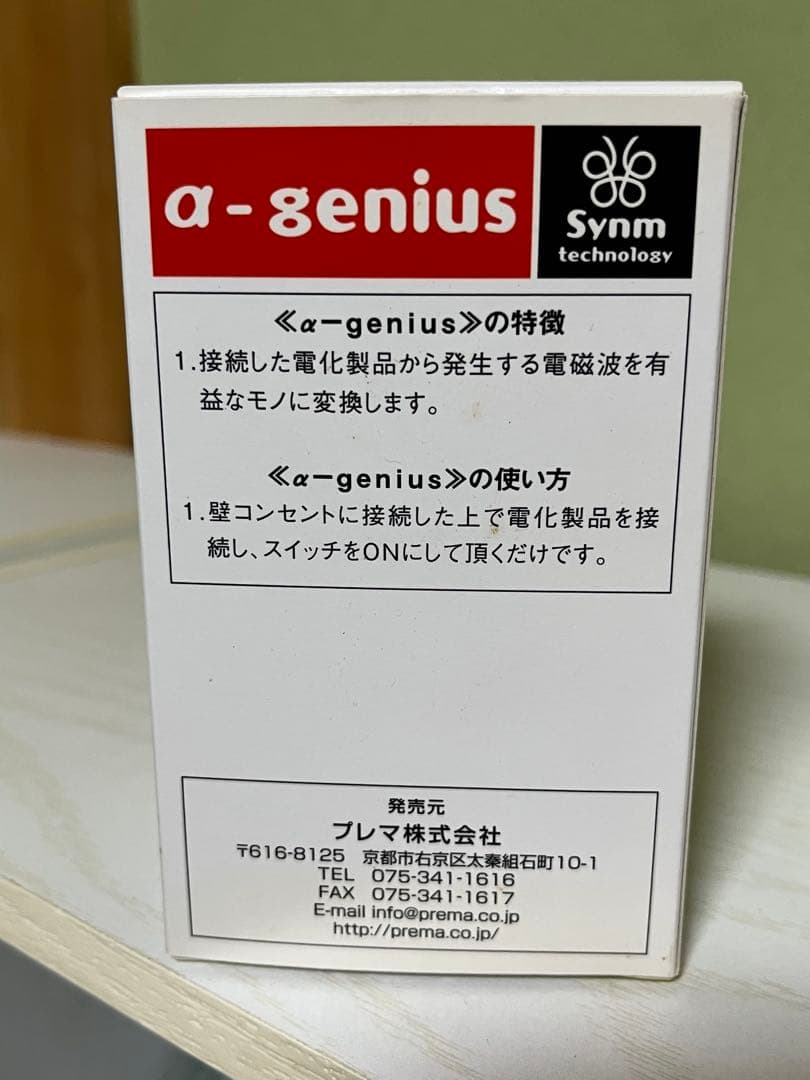 α-genius
Synm
technology
≪α−genius≫の特徴
1.接続した電化製品から発生する電磁波を有
益なモノに変換します。
≪α−genius≫の使い方
1.壁コンセントに接続した上で電化製品を接
続し、スイッチをONにして頂くだけです。
発売元
プレマ株式会社
〒616-8125 京都市右京区太秦組石町10-1
TEL 075-341-1616
FAX 075-341-1617
E-mail info@prema.co.jp
http://prema.co.jp/